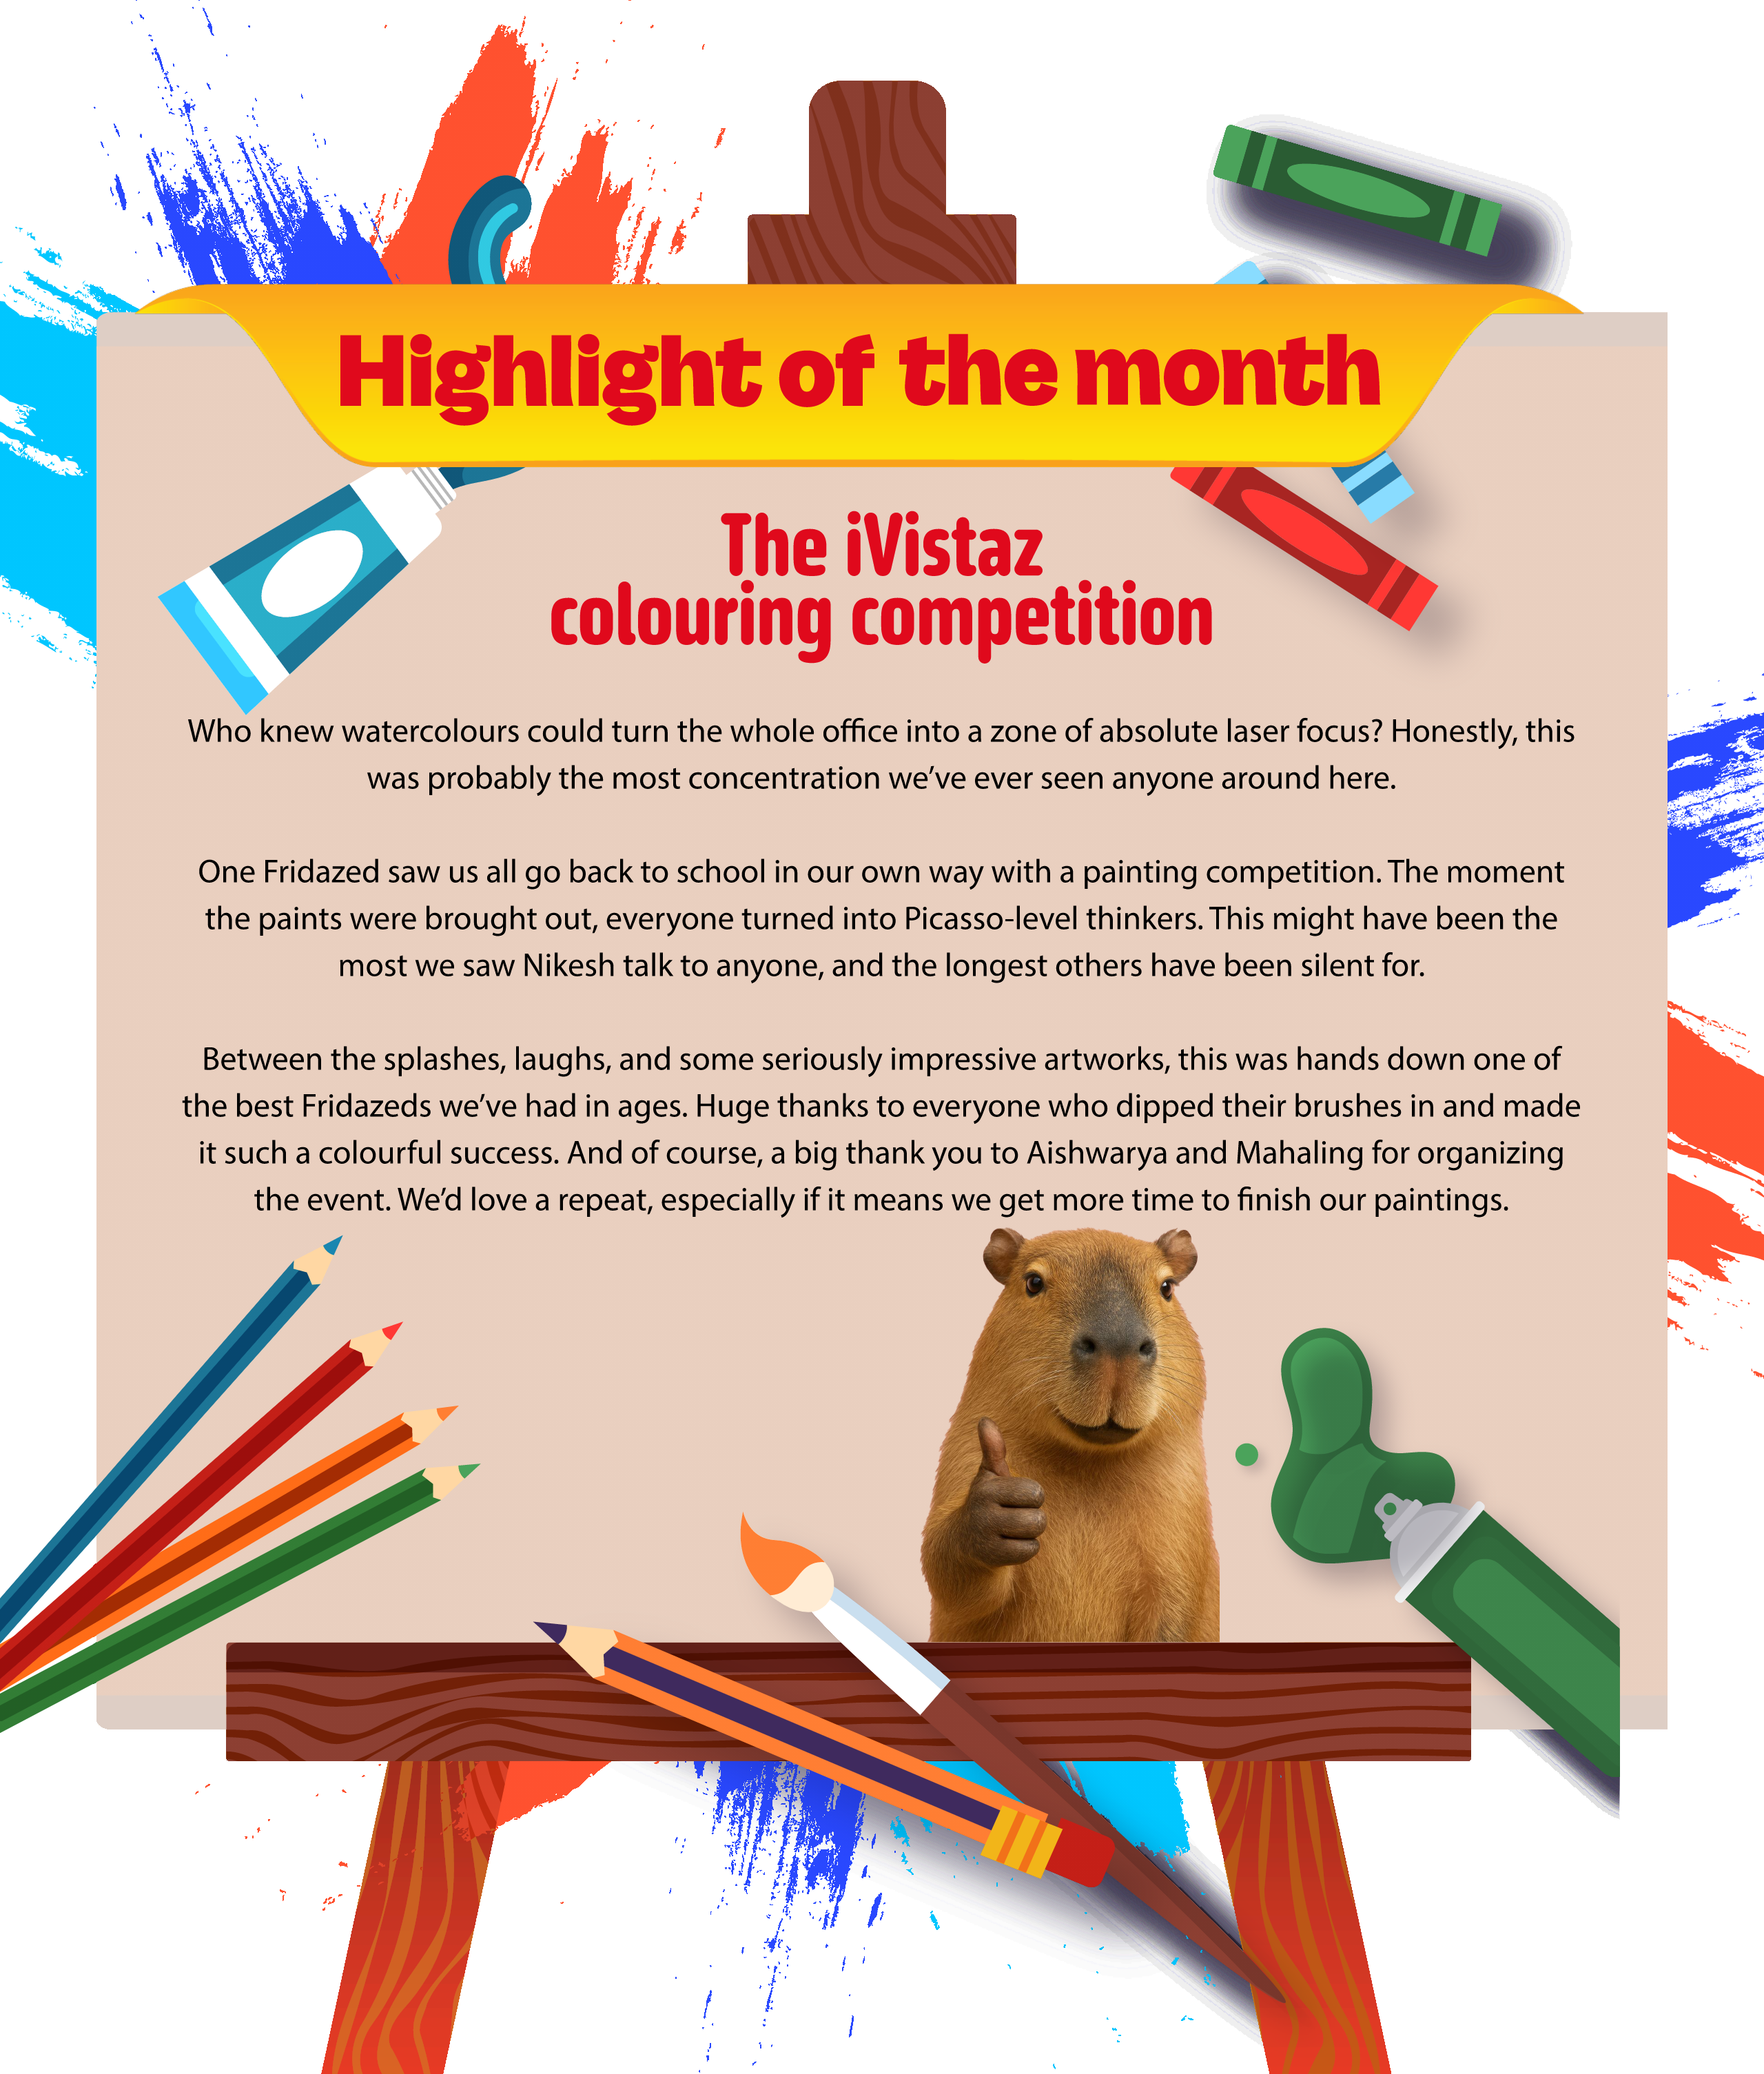 Highlight of the month
The iVistaz
colouring competition
Who knew watercolours could turn the whole office into a zone of absolute laser focus? Honestly, this
was probably the most concentration we’ve ever seen anyone around here.
One Fridazed saw us all go back to school in our own way with a painting competition. The moment
the paints were brought out, everyone turned into Picasso-level thinkers. This might have been the
most we saw Nikesh talk to anyone, and the longest others have been silent for.
Between the splashes, laughs, and some seriously impressive artworks, this was hands down one of
the best Fridazeds we’ve had in ages. Huge thanks to everyone who dipped their brushes in and made
it such a colourful success. And of course, a big thank you to Aishwarya and Mahaling for organizing
the event. We’d love a repeat, especially if it means we get more time to finish our paintings.